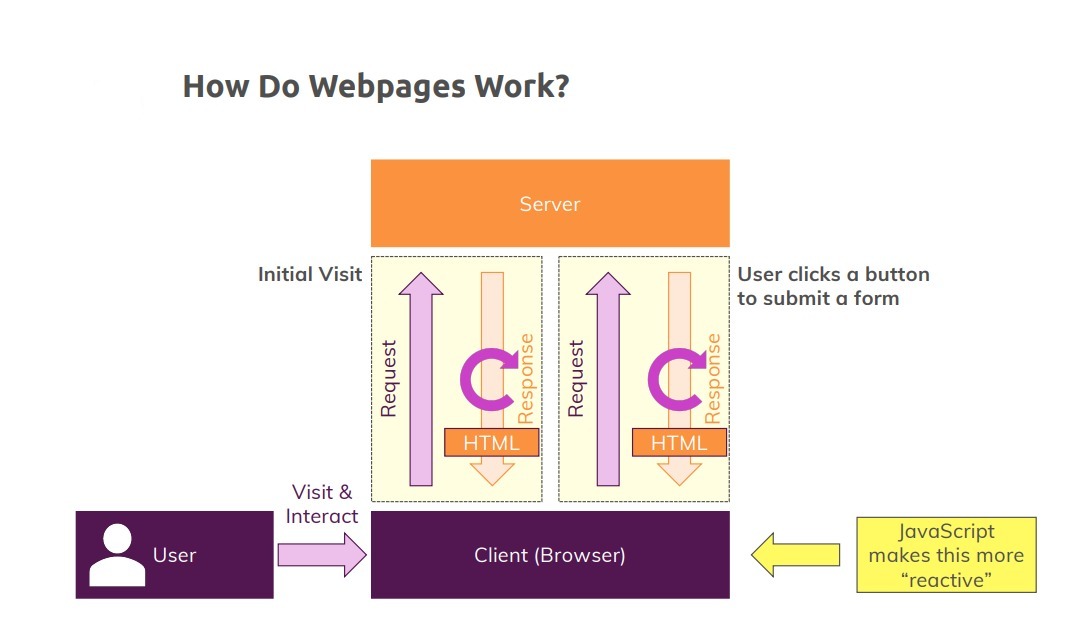 How Do Webpages Work?
Server
Initial Visit
Request
Response
HTML
Request
Response
HTML
User clicks a button
to submit a form
Visit &
Interact
User
Client (Browser)
JavaScript
makes this more
“reactive”